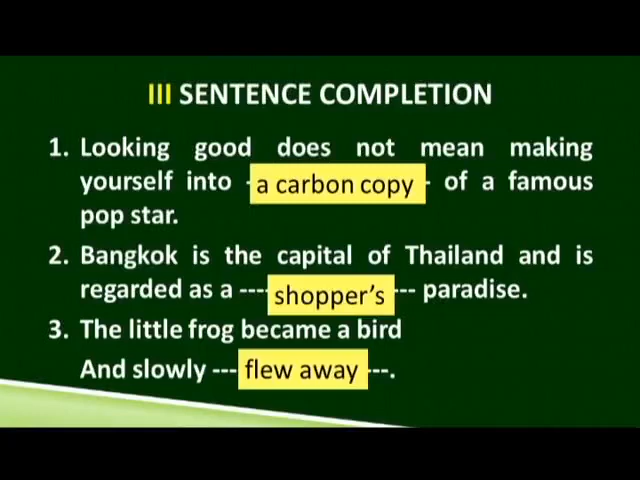 III SENTENCE COMPLETION
1. Looking good does not mean making
yourself into - a carbon copy - of a famous
pop star.
2. Bangkok is the capital of Thailand and is
regarded as a ---- shopper's --- paradise.
3. The little frog became a bird
And slowly --- flew away ---.